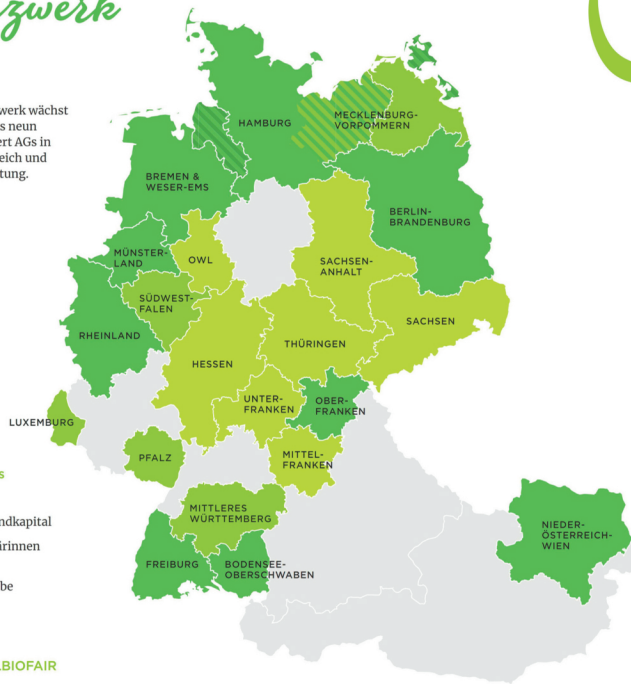 zwerk
werk wächst
s neun
ert AGs in
eich und
tung.
HAMBURG
MECKLENBURG-
VORPOMMERN
BREMEN &
WESER-EMS
BERLIN-
BRANDENBURG
MÜNSTER-
LAND
OWL
SACHSEN-
ANHALT
SÜDWEST-
FALEN
SACHSEN
RHEINLAND
THÜRINGEN
HESSEN
UNTER-
FRANKEN
OBER-
FRANKEN
LUXEMBURG
PFALZ
MITTEL-
FRANKEN
s
MITTLERES
WÜRTTEMBERG
ndkapital
NIEDER-
ÖSTERREICH-
WIEN
ärinnen
FREIBURG
BODENSEE-
OBERSCHWABEN
be
BIOFAIR